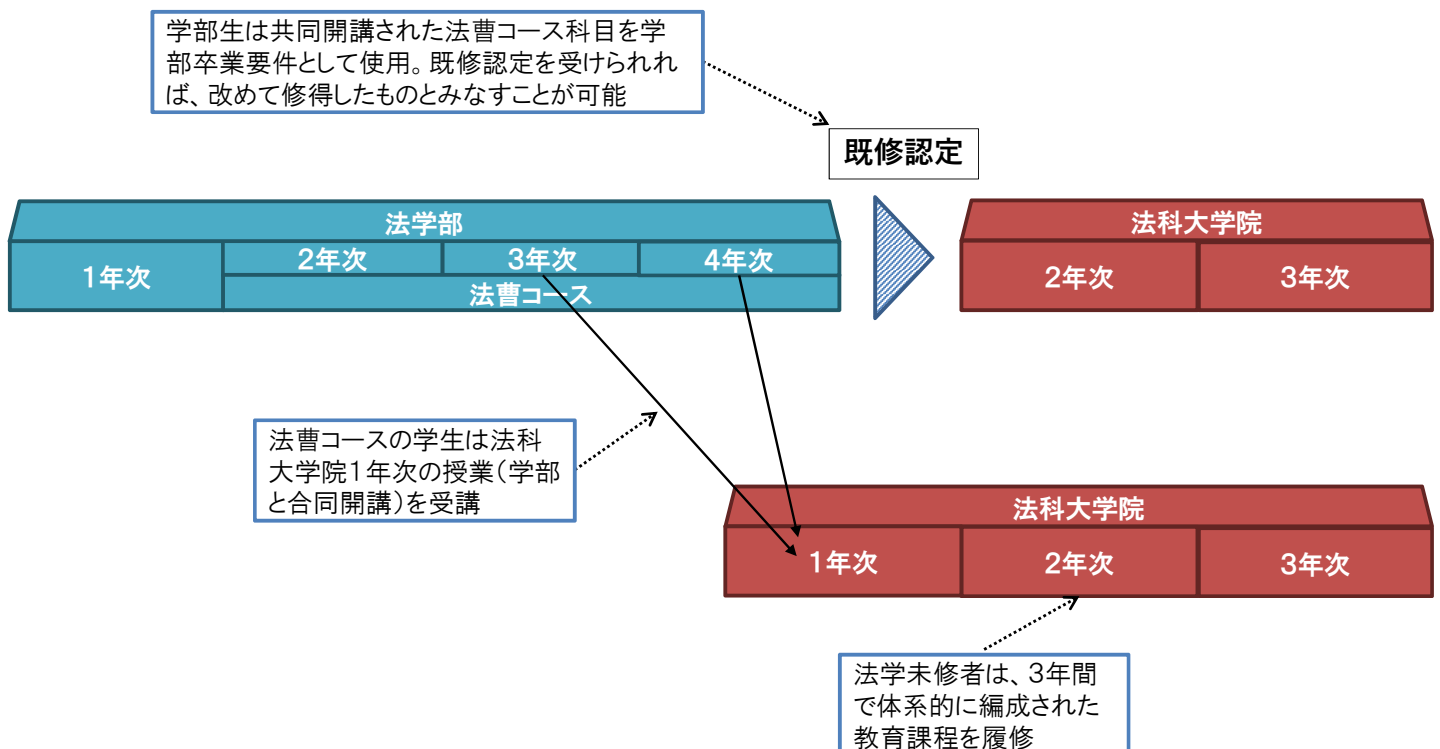 学部生は共同開講された法曹コース科目を学
部卒業要件として使用。既修認定を受けられれ
ば、改めて修得したものとみなすことが可能
既修認定
法学部
1年次
2年次
3年次
4年次
法曹コース
法科大学院
2年次
3年次
法曹コースの学生は法科
大学院1年次の授業(学部
と合同開講)を受講
法科大学院
1年次
2年次
3年次
法学未修者は、3年間
で体系的に編成された
教育課程を履修